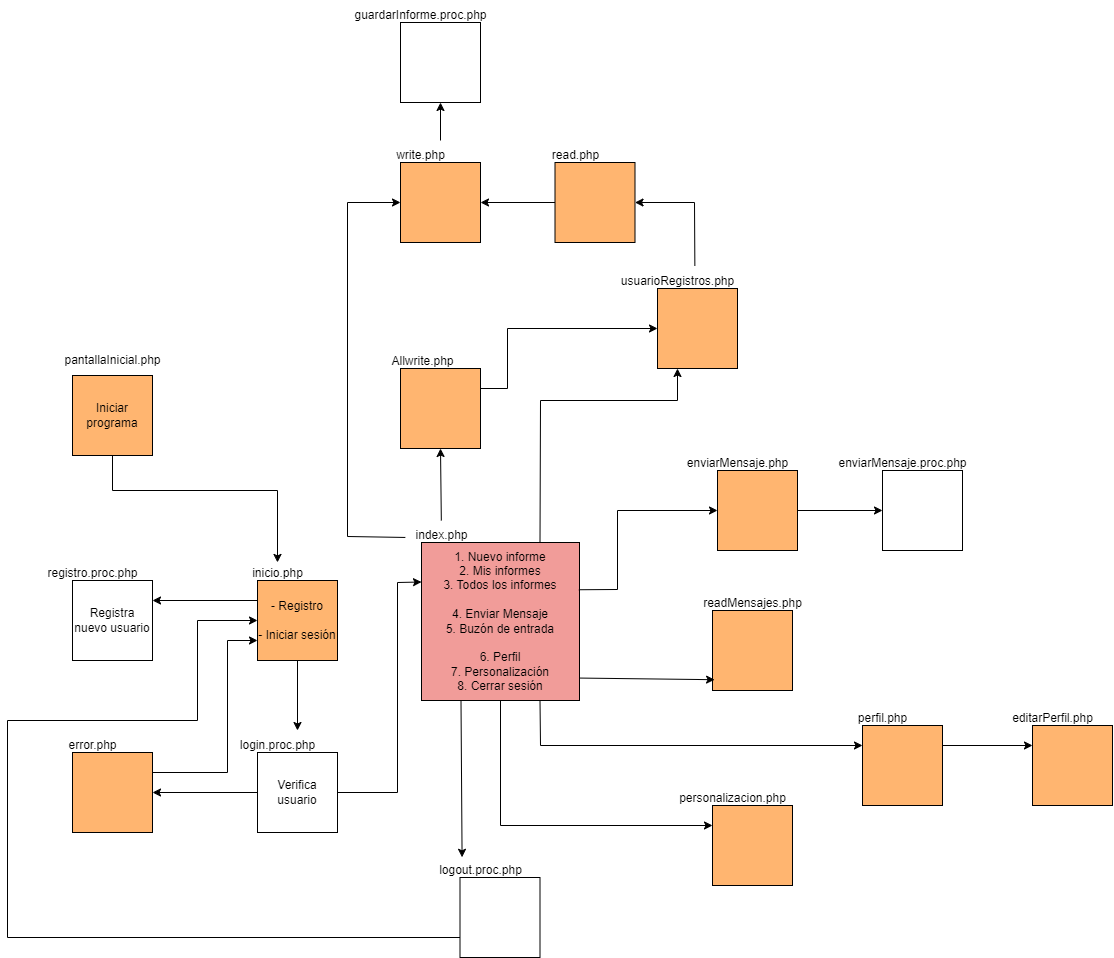 guardarInforme.proc.php
write.php
read.php
usuarioRegistros.php
Allwrite.php
pantallaInicial.php
Iniciar
programa
enviarMensaje.php
enviarMensaje.proc.php
index.php
1. Nuevo informe
2. Mis informes
3. Todos los informes
4. Enviar Mensaje
5. Buzón de entrada
6. Perfil
7. Personalización
8. Cerrar sesión
registro.proc.php
Registra
nuevo usuario
inicio.php
- Registro
- Iniciar sesión
readMensajes.php
perfil.php
editarPerfil.php
error.php
login.proc.php
Verifica
usuario
personalizacion.php
logout.proc.php